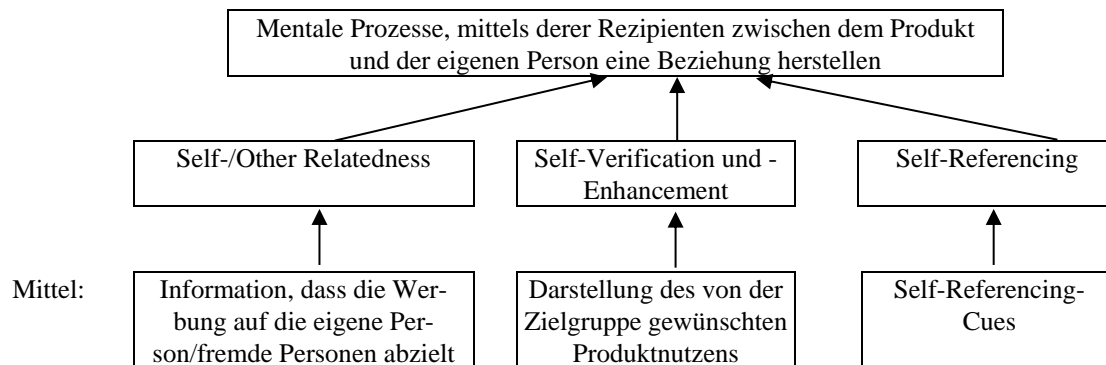 Mentale Prozesse, mittels derer Rezipienten zwischen dem Produkt
und der eigenen Person eine Beziehung herstellen
Self-/Other Relatedness
Self-Verification und -
Enhancement
Self-Referencing
Mittel:
Information, dass die Wer-
bung auf die eigene Per-
son/fremde Personen abzielt
Darstellung des von der
Zielgruppe gewünschten
Produktnutzens
Self-Referencing-
Cues